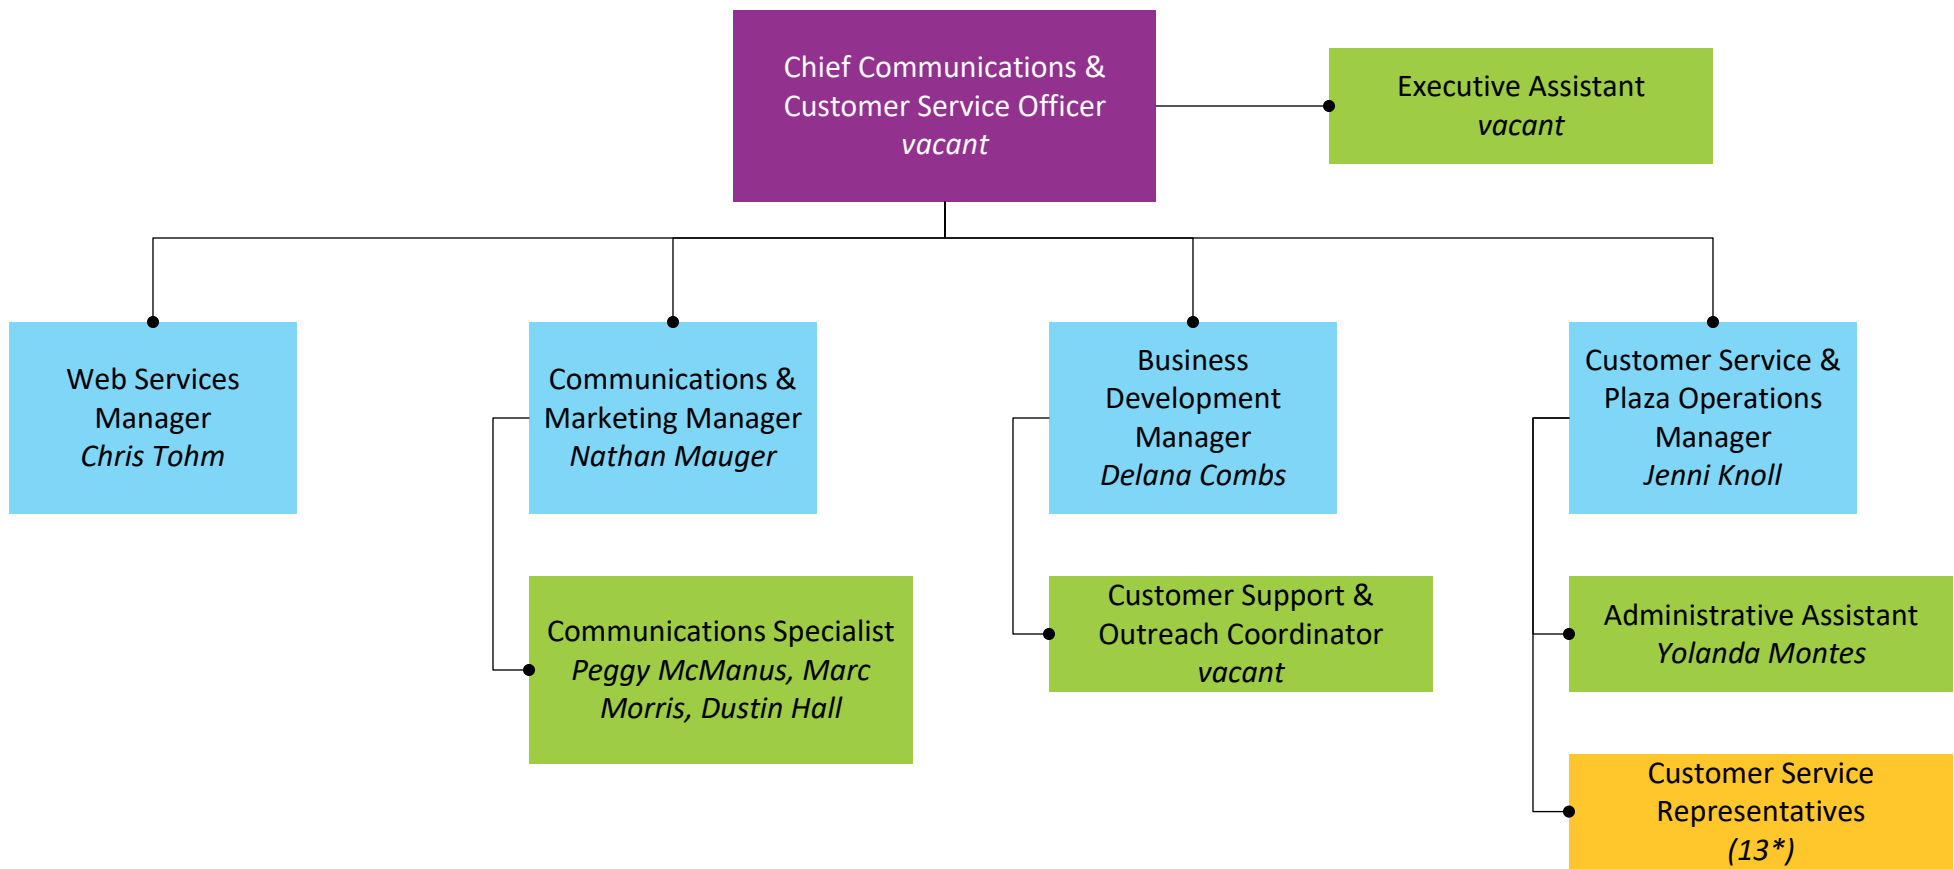 Chief Communications &
Customer Service Officer
vacant
Executive Assistant
vacant
Web Services
Manager
Chris Tohm
Communications &
Marketing Manager
Nathan Mauger
Business
Development
Manager
Delana Combs
Customer Service &
Plaza Operations
Manager
Jenni Knoll
Communications Specialist
Peggy McManus, Marc
Morris, Dustin Hall
Customer Support &
Outreach Coordinator
vacant
Administrative Assistant
Yolanda Montes
Customer Service
Representatives
(13*)